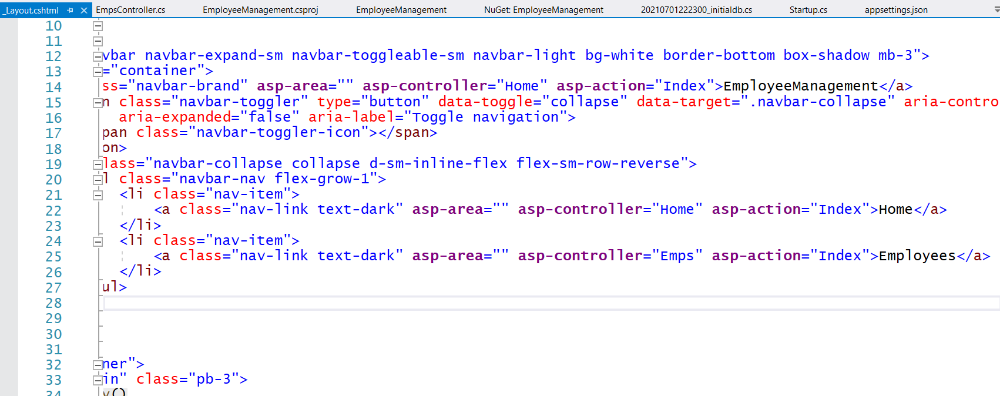 _Layout.cshtml EmpsController.cs EmployeeManagement.csproj EmployeeManagement NuGet: EmployeeManagement 20210701222300_initialdb.cs Startup.cs appsettings.json
10
11
12 vbar navbar-expand-sm navbar-toggleable-sm navbar-light bg-white border-bottom box-shadow mb-3">
13 ="container">
14 ss="navbar-brand" asp-area="" asp-controller="Home" asp-action="Index">EmployeeManagement</a>
15 n class="navbar-toggler" type="button" data-toggle="collapse" data-target=".navbar-collapse" aria-contro
16 aria-expanded="false" aria-label="Toggle navigation">
17 pan class="navbar-toggler-icon"></span>
18 on>
19 lass="navbar-collapse collapse d-sm-inline-flex flex-sm-row-reverse">
20 l class="navbar-nav flex-grow-1">
21 <li class="nav-item">
22 <a class="nav-link text-dark" asp-area="" asp-controller="Home" asp-action="Index">Home</a>
23 </li>
24 <li class="nav-item">
25 <a class="nav-link text-dark" asp-area="" asp-controller="Emps" asp-action="Index">Employees</a>
26 </li>
27 ul>
28
29
30
31
32 ner">
33 in" class="pb-3">
34 y()